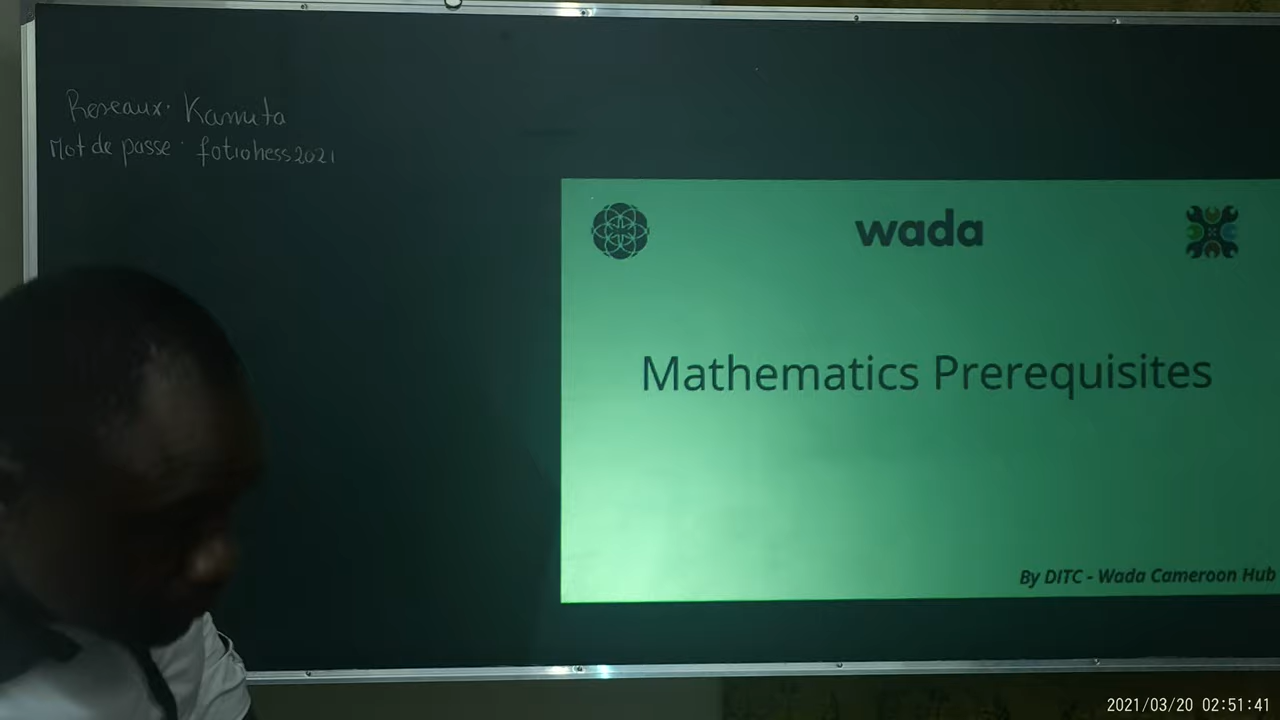 Reseaux: Kamuta
Mot de passe: fotiohess2021
wada
Mathematics Prerequisites
By DITC - Wada Cameroon Hub
2021/03/20 02:51:41